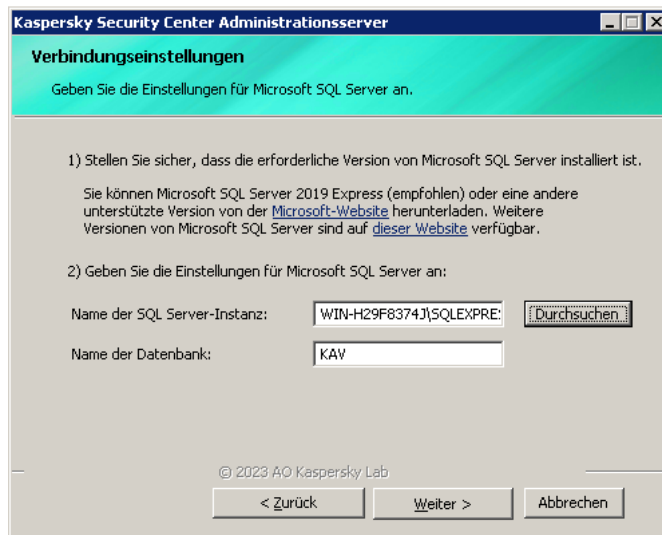 Kaspersky Security Center Administrationsserver
Verbindungseinstellungen
Geben Sie die Einstellungen für Microsoft SQL Server an.
1) Stellen Sie sicher, dass die erforderliche Version von Microsoft SQL Server installiert ist.
Sie können Microsoft SQL Server 2019 Express (empfohlen) oder eine andere
unterstützte Version von der Microsoft-Website herunterladen. Weitere
Versionen von Microsoft SQL Server sind auf dieser Website verfügbar.
2) Geben Sie die Einstellungen für Microsoft SQL Server an:
Name der SQL Server-Instanz: WIN-H29F8374J\SQLEXPRE Durchsuchen
Name der Datenbank: KAV
© 2023 AO Kaspersky Lab
< Zurück Weiter > Abbrechen